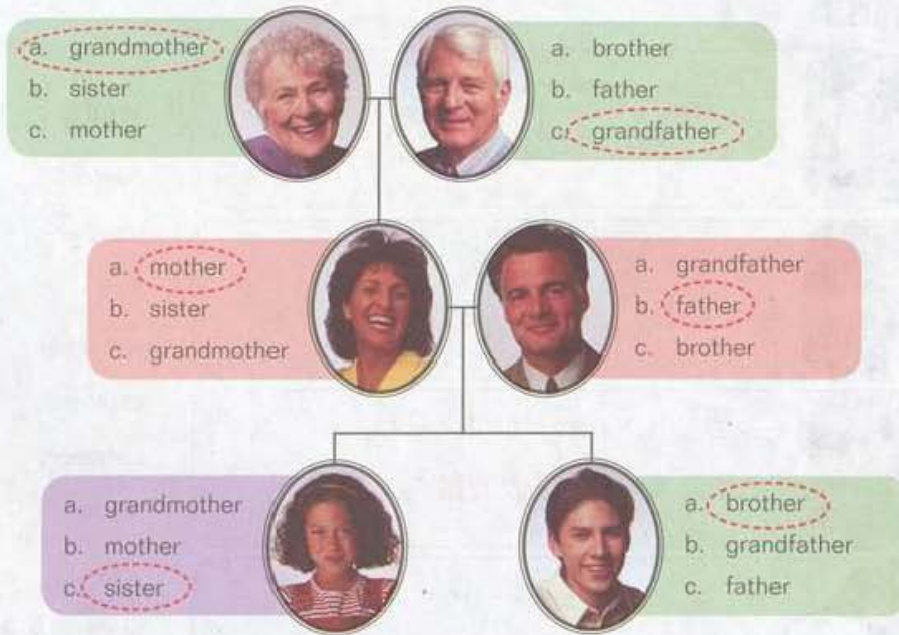 a. grandmother
b. sister
c. mother
a. brother
b. father
c. grandfather
a. mother
b. sister
c. grandmother
a. grandfather
b. father
c. brother
a. grandmother
b. mother
c. sister
a. brother
b. grandfather
c. father